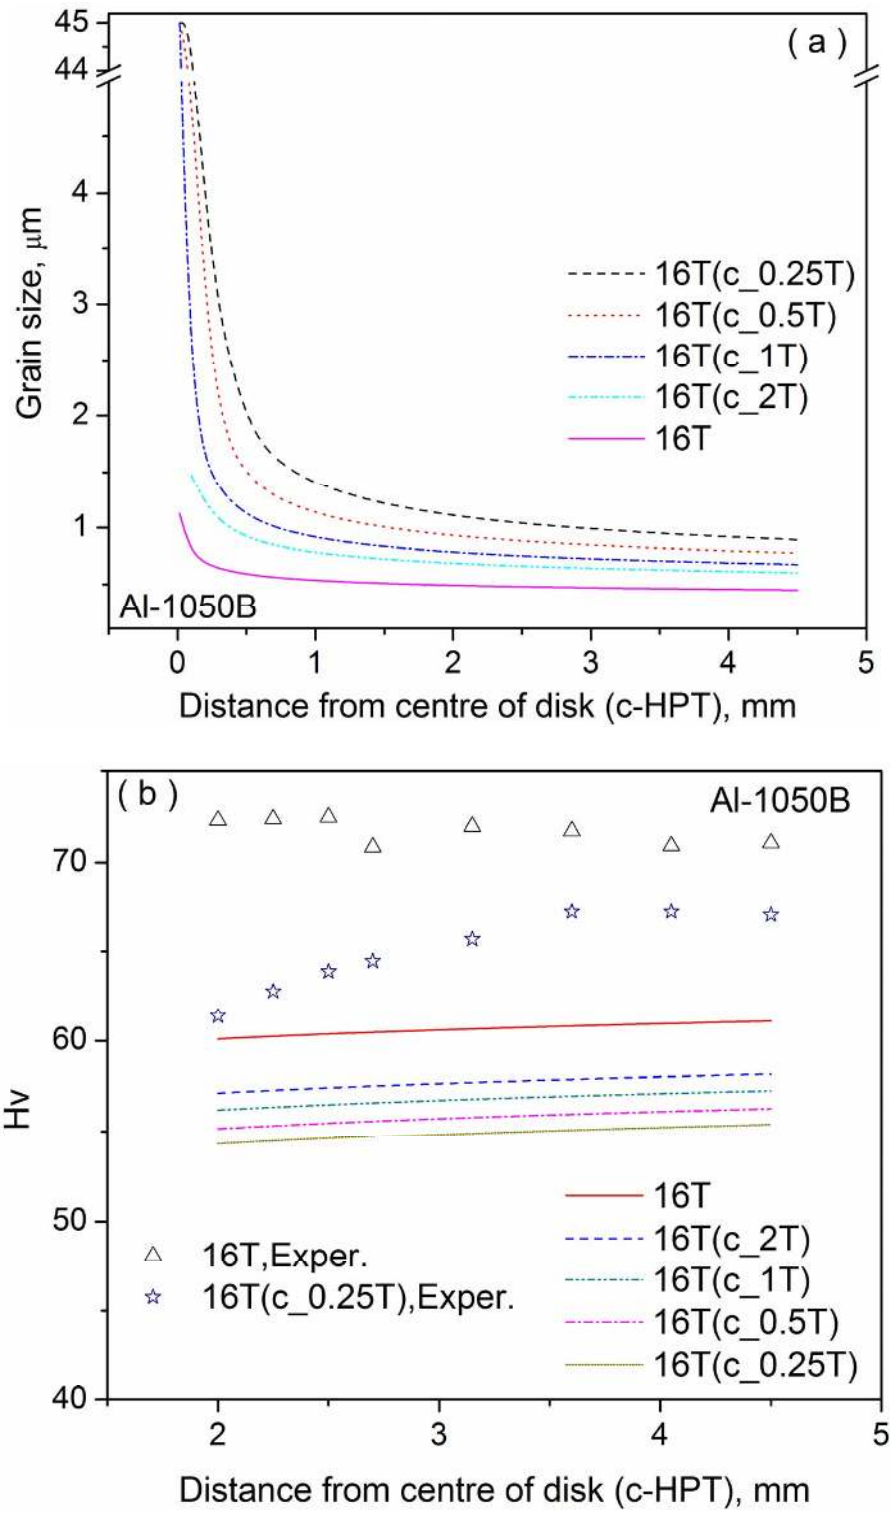 ( a )
45
44
4
3
2
1
Grain size, μm
16T(c_0.25T)
16T(c_0.5T)
16T(c_1T)
16T(c_2T)
16T
Al-1050B
0 1 2 3 4 5
Distance from centre of disk (c-HPT), mm
( b )
Al-1050B
70
60
50
40
Hv
16T,Exper.
16T(c_0.25T),Exper.
16T
16T(c_2T)
16T(c_1T)
16T(c_0.5T)
16T(c_0.25T)
2 3 4 5
Distance from centre of disk (c-HPT), mm